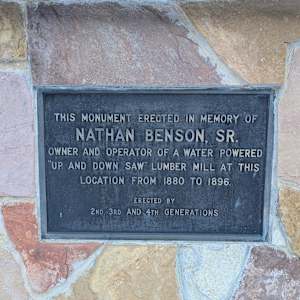 THIS MONUMENT ERECTED IN MEMORY OF
NATHAN BENSON, SR.
OWNER AND OPERATOR OF A WATER POWERED
"UP AND DOWN SAW" LUMBER MILL AT THIS
LOCATION FROM 1880 TO 1896.
ERECTED BY
2ND 3RD AND 4TH GENERATIONS